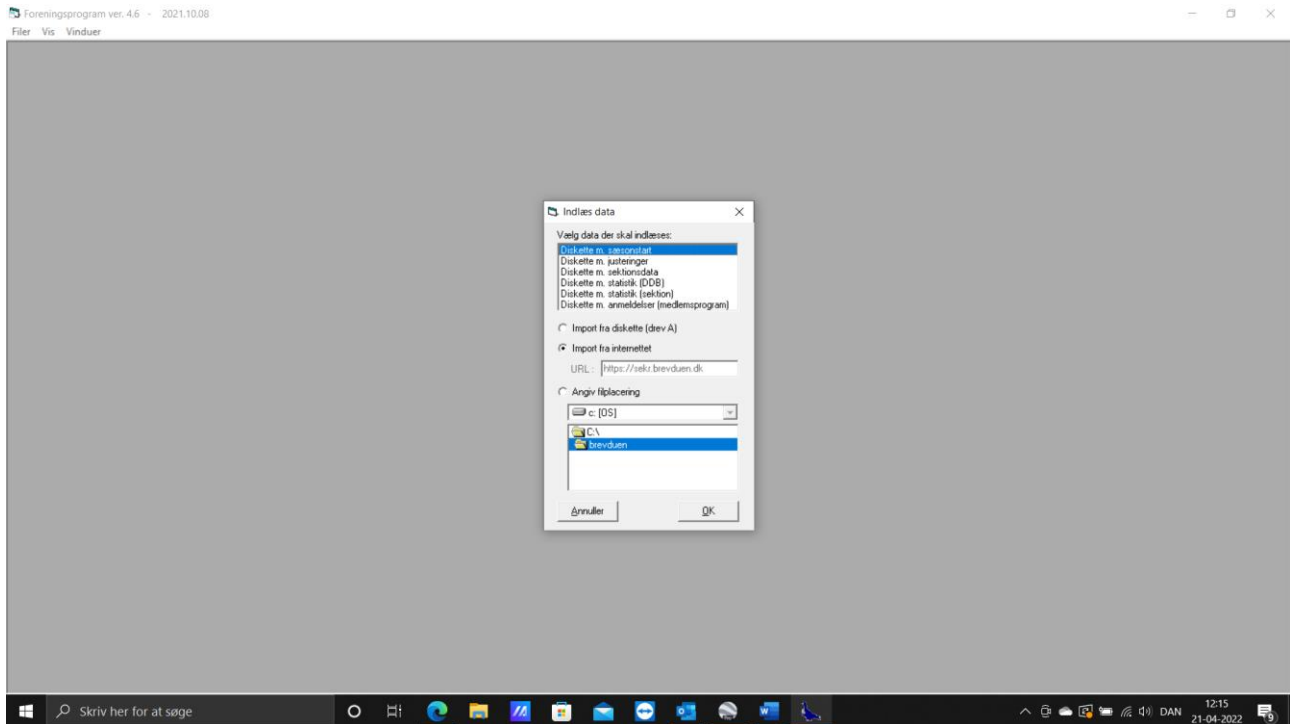 Foreningsprogram ver. 4.6 - 2021.10.08
Filer Vis Vinduer
Indlæs data
Vælg data der skal indlæses:
Diskette m. sæsonstart
Diskette m. justeringer
Diskette m. sektionsdata
Diskette m. statistik (DDB)
Diskette m. statistik (sektion)
Diskette m. anmeldelser (medlemsprogram)
Import fra diskette (drev A)
Import fra internettet
URL : https://sekr.brevduen.dk
Angiv filplacering
c: [OS]
C:\
brevduen
Annuller OK
Skriv her for at søge
DAN
12:15
21-04-2022